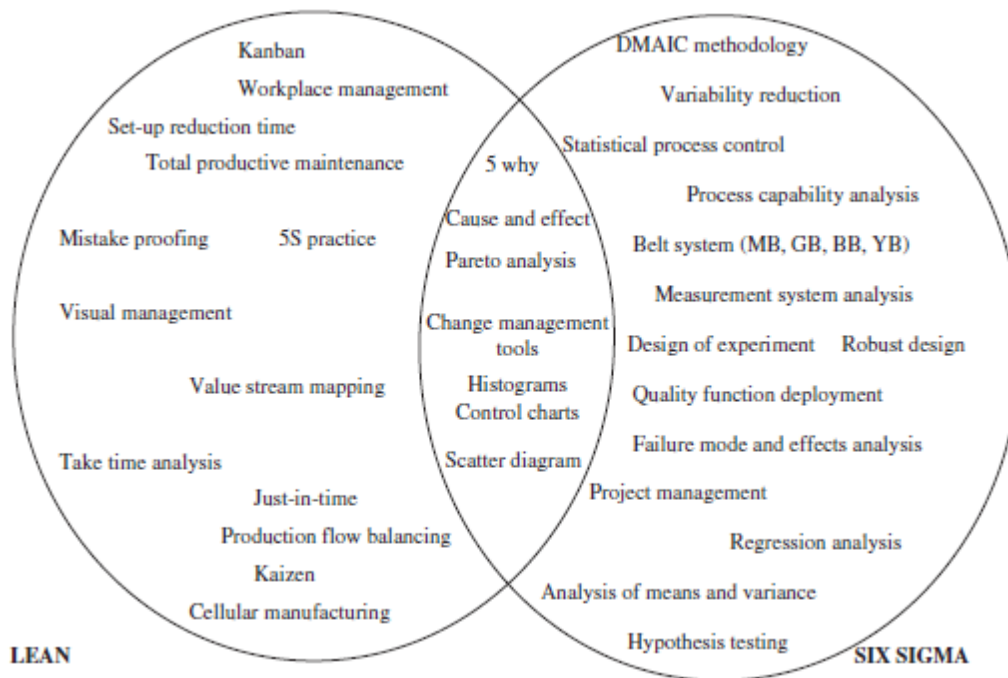 Kanban
Workplace management
Set-up reduction time
Total productive maintenance
Mistake proofing
5S practice
Visual management
Value stream mapping
Take time analysis
Just-in-time
Production flow balancing
Kaizen
Cellular manufacturing
LEAN
5 why
Cause and effect
Pareto analysis
Change management
tools
Histograms
Control charts
Scatter diagram
DMAIC methodology
Variability reduction
Statistical process control
Process capability analysis
Belt system (MB, GB, BB, YB)
Measurement system analysis
Design of experiment
Robust design
Quality function deployment
Failure mode and effects analysis
Project management
Regression analysis
Analysis of means and variance
Hypothesis testing
SIX SIGMA